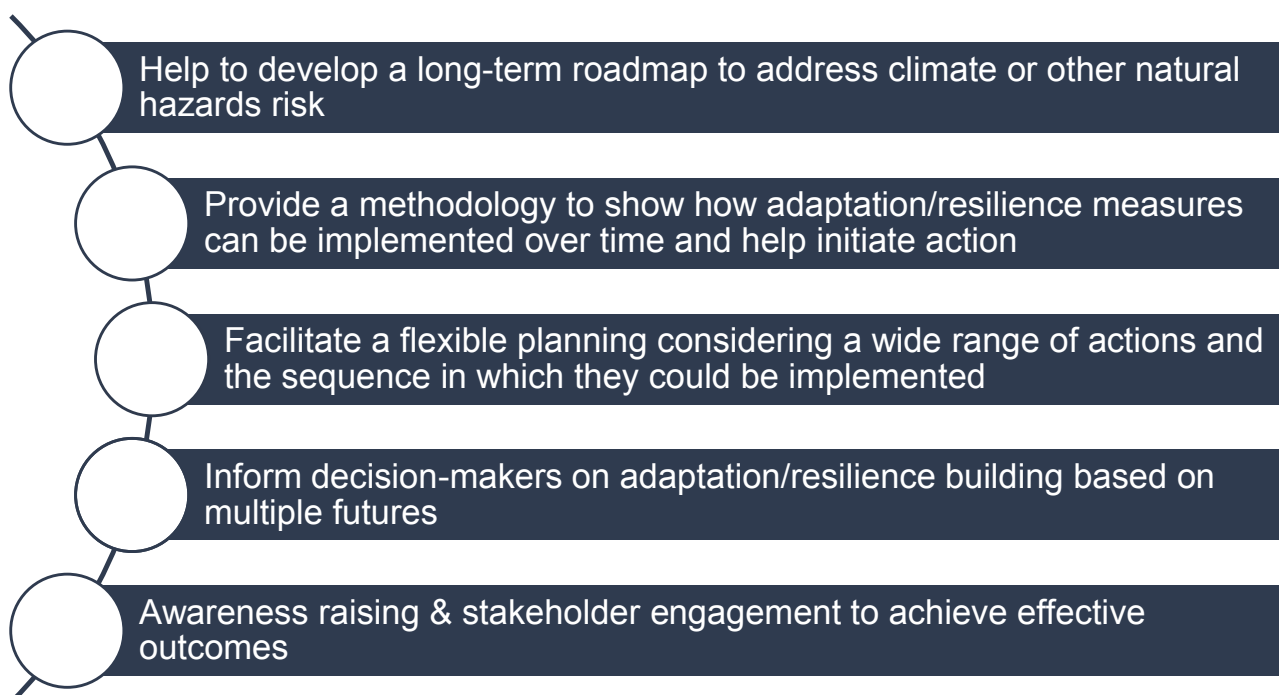 Help to develop a long-term roadmap to address climate or other natural
hazards risk
Provide a methodology to show how adaptation/resilience measures
can be implemented over time and help initiate action
Facilitate a flexible planning considering a wide range of actions and
the sequence in which they could be implemented
Inform decision-makers on adaptation/resilience building based on
multiple futures
Awareness raising & stakeholder engagement to achieve effective
outcomes